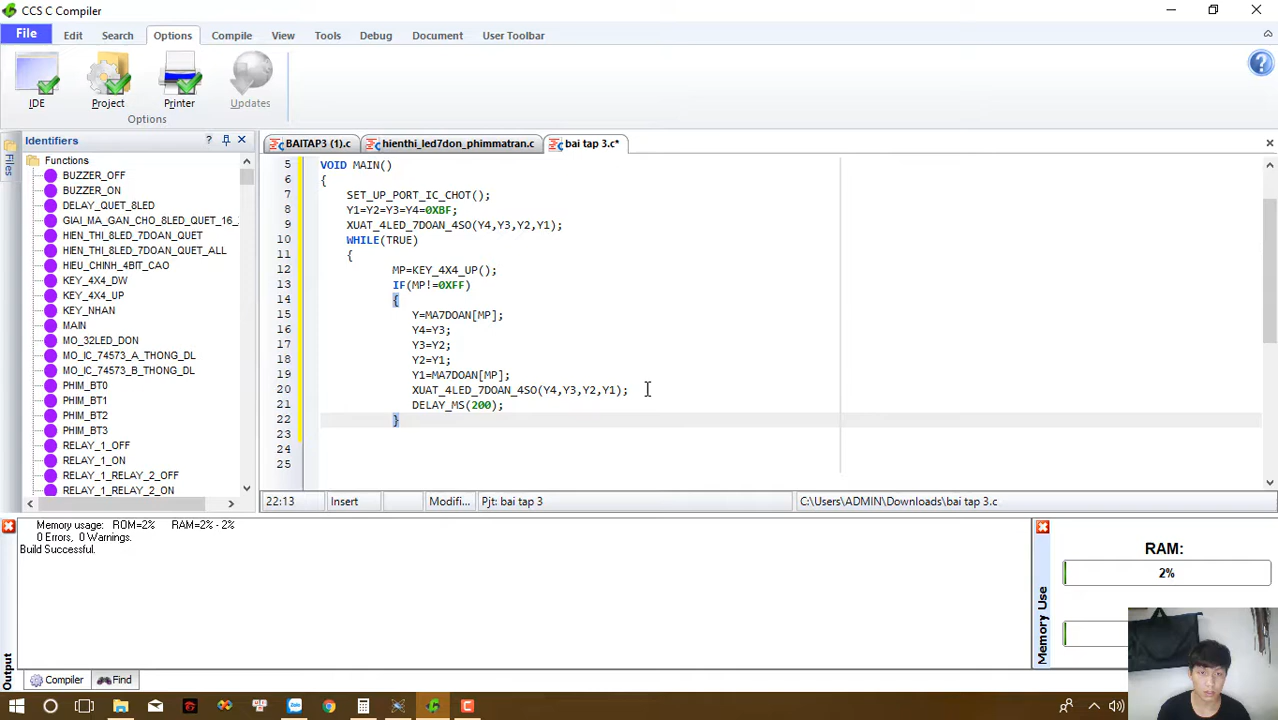 CCS C Compiler
File Edit Search Options Compile View Tools Debug Document User Toolbar
IDE Project Printer Updates
Options
Identifiers
BAITAP3 (1).c hienthi_led7don_phimmatran.c bai tap 3.c*
Files
Functions
BUZZER_OFF
BUZZER_ON
DELAY_QUET_8LED
GIAI_MA_GAN_CHO_8LED_QUET_16_
HIEN_THI_8LED_7DOAN_QUET
HIEN_THI_8LED_7DOAN_QUET_ALL
HIEU_CHINH_4BIT_CAO
KEY_4X4_DW
KEY_4X4_UP
KEY_NHAN
MAIN
MO_32LED_DON
MO_IC_74573_A_THONG_DL
MO_IC_74573_B_THONG_DL
PHIM_BT0
PHIM_BT1
PHIM_BT2
PHIM_BT3
RELAY_1_OFF
RELAY_1_ON
RELAY_1_RELAY_2_OFF
RELAY_1_RELAY_2_ON
5 VOID MAIN()
6 {
7 SET_UP_PORT_IC_CHOT();
8 Y1=Y2=Y3=Y4=0XBF;
9 XUAT_4LED_7DOAN_4SO(Y4,Y3,Y2,Y1);
10 WHILE(TRUE)
11 {
12 MP=KEY_4X4_UP();
13 IF(MP!=0XFF)
14 {
15 Y=MA7DOAN[MP];
16 Y4=Y3;
17 Y3=Y2;
18 Y2=Y1;
19 Y1=MA7DOAN[MP];
20 XUAT_4LED_7DOAN_4SO(Y4,Y3,Y2,Y1);
21 DELAY_MS(200);
22 }
23
24
25
22:13 Insert Modifi... Pjt: bai tap 3 C:\Users\ADMIN\Downloads\bai tap 3.c
Memory usage: ROM=2% RAM=2% - 2%
0 Errors, 0 Warnings.
Build Successful.
Output
Compiler Find
Memory Use
RAM:
2%